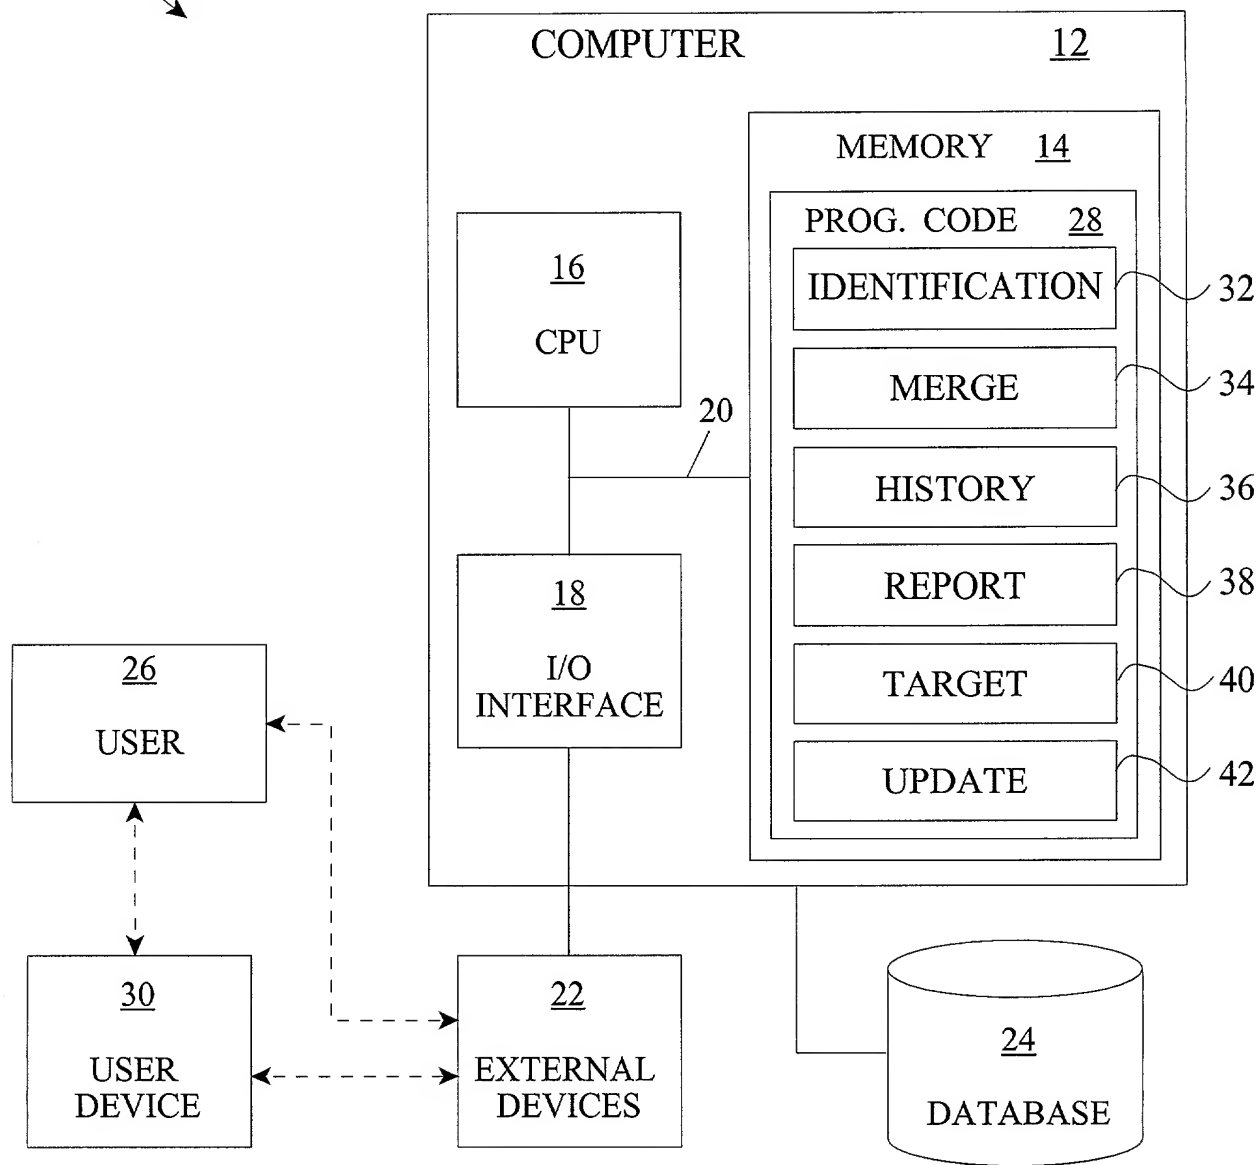 COMPUTER 12
MEMORY 14
PROG. CODE 28
IDENTIFICATION 32
MERGE 34
HISTORY 36
REPORT 38
TARGET 40
UPDATE 42
16
CPU
20
18
I/O
INTERFACE
26
USER
30
USER
DEVICE
22
EXTERNAL
DEVICES
24
DATABASE